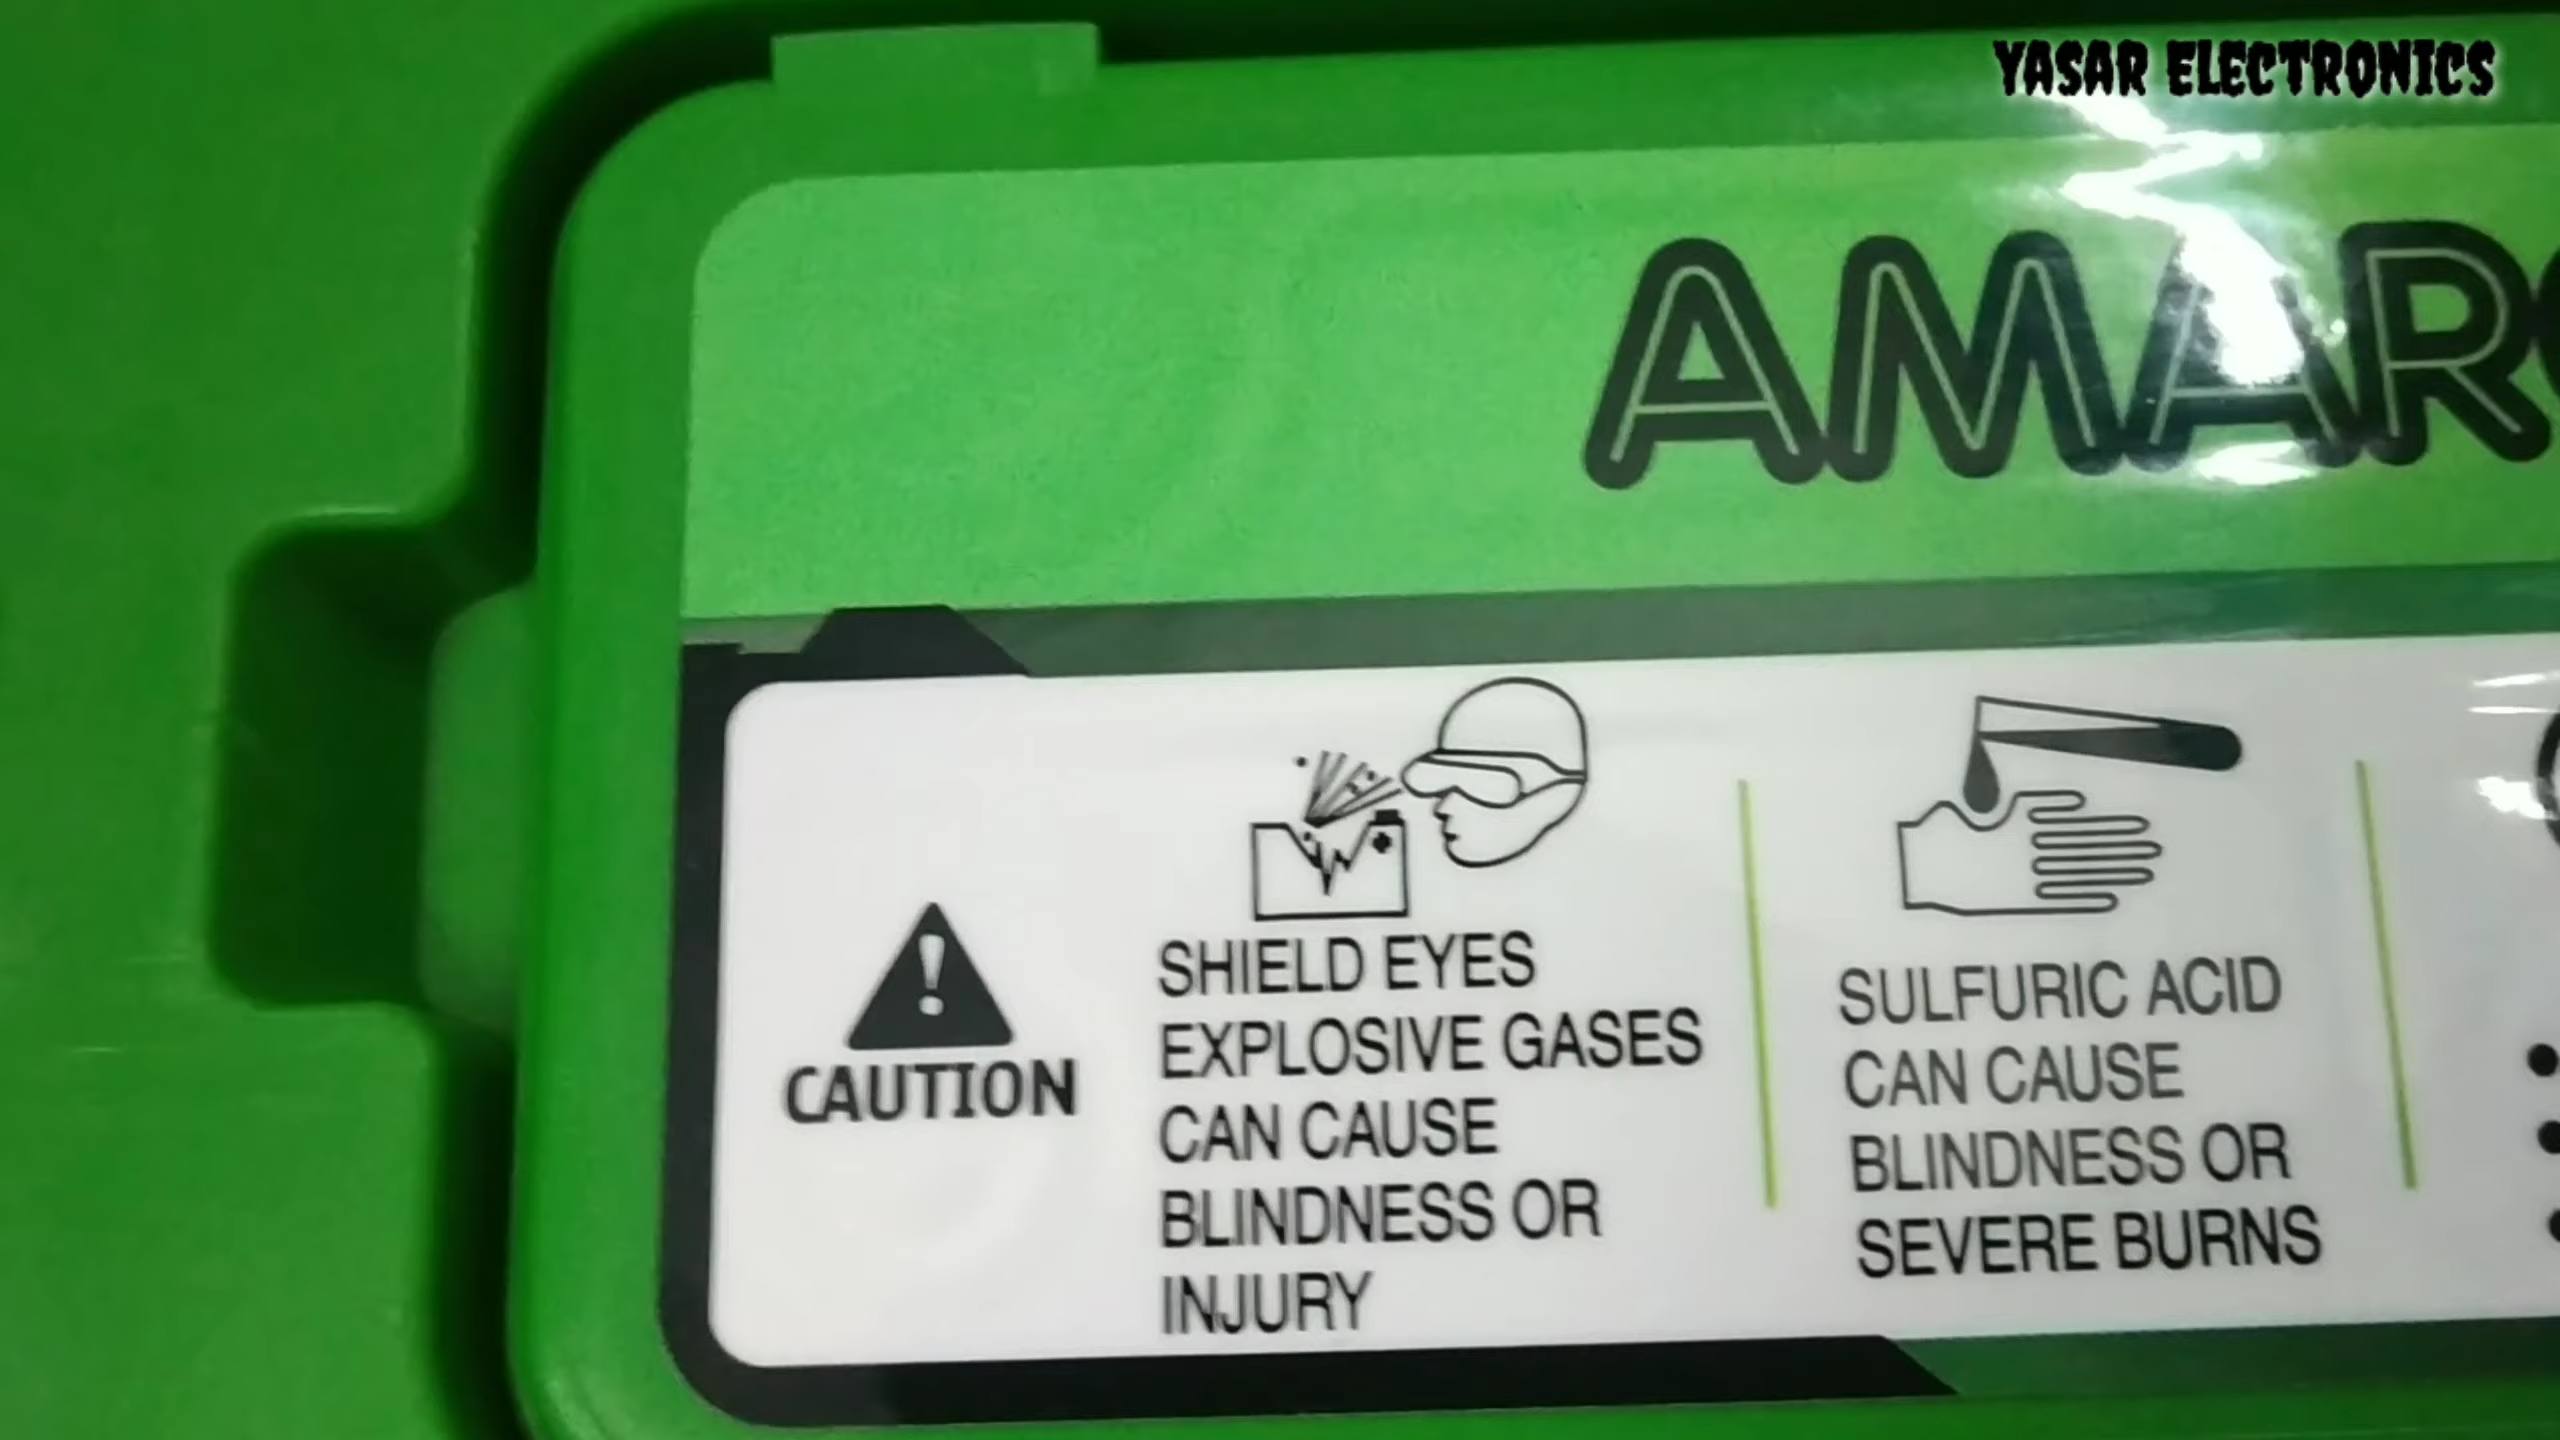 YASAR ELECTRONICS
CAUTION
SHIELD EYES
EXPLOSIVE GASES
CAN CAUSE
BLINDNESS OR
INJURY
SULFURIC ACID
CAN CAUSE
BLINDNESS OR
SEVERE BURNS